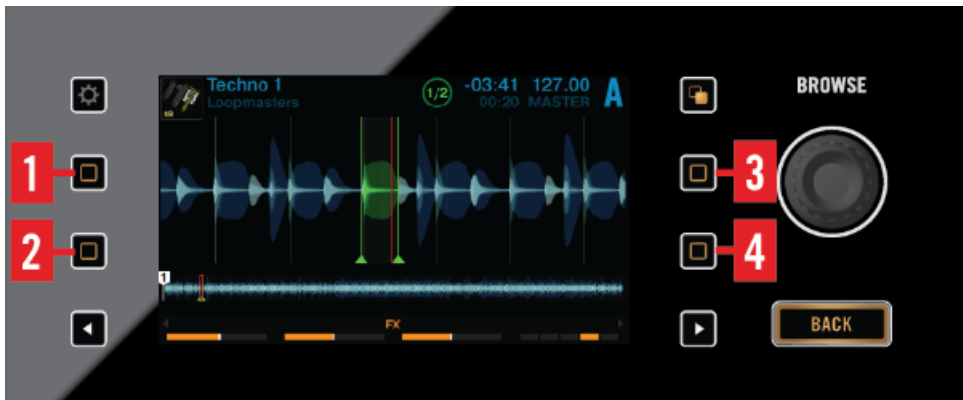 BROWSE
Techno 1
Loopmasters
1/2
-03:41 127.00
00:20 MASTER
A
1
2
3
4
1
FX
BACK